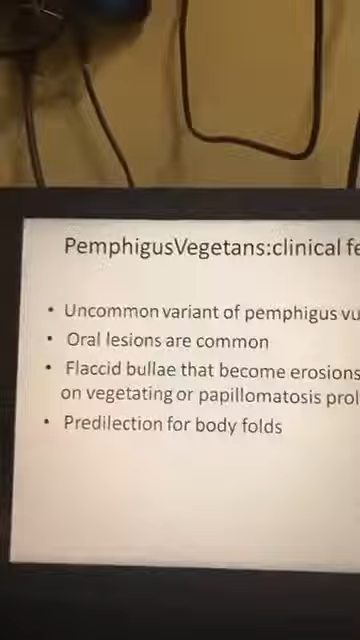 PemphigusVegetans:clinical fe
• Uncommon variant of pemphigus vu
• Oral lesions are common
• Flaccid bullae that become erosions
on vegetating or papillomatosis prol
• Predilection for body folds